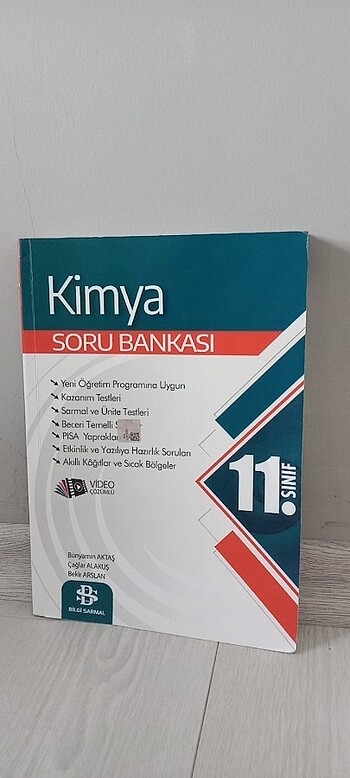 Kimya
SORU BANKASI
Yeni Öğretim Programına Uygun
Kazanım Testleri
Sarmal ve Ünite Testleri
Beceri Temelli
PISA Yaprakları
Etkinlik ve Yazılıya Hazırlık Soruları
Akıllı Kâğıtlar ve Sıcak Bölgeler
11. SINIF
VİDEO
ÇÖZÜMLÜ
Bünyamin AKTAŞ
Çağlar ALAKUŞ
Bekir ARSLAN
BS
BİLGİ SARMAL